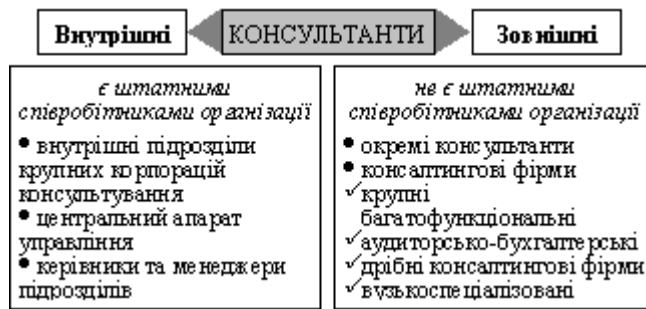 Внутрішні КОНСУЛЬТАНТИ Зовнішні
є штатними
співробітниками організації
● внутрішні підрозділи
крупних корпорацій
консультування
● центральний апарат
управління
● керівники та менеджери
підрозділів
не є штатними
співробітниками організації
● окремі консультанти
● консалтингові фірми
✓крупні
багатофункціональні
✓аудиторсько-бухгалтерські
✓дрібні консалтингові фірми
✓вузькоспеціалізовані